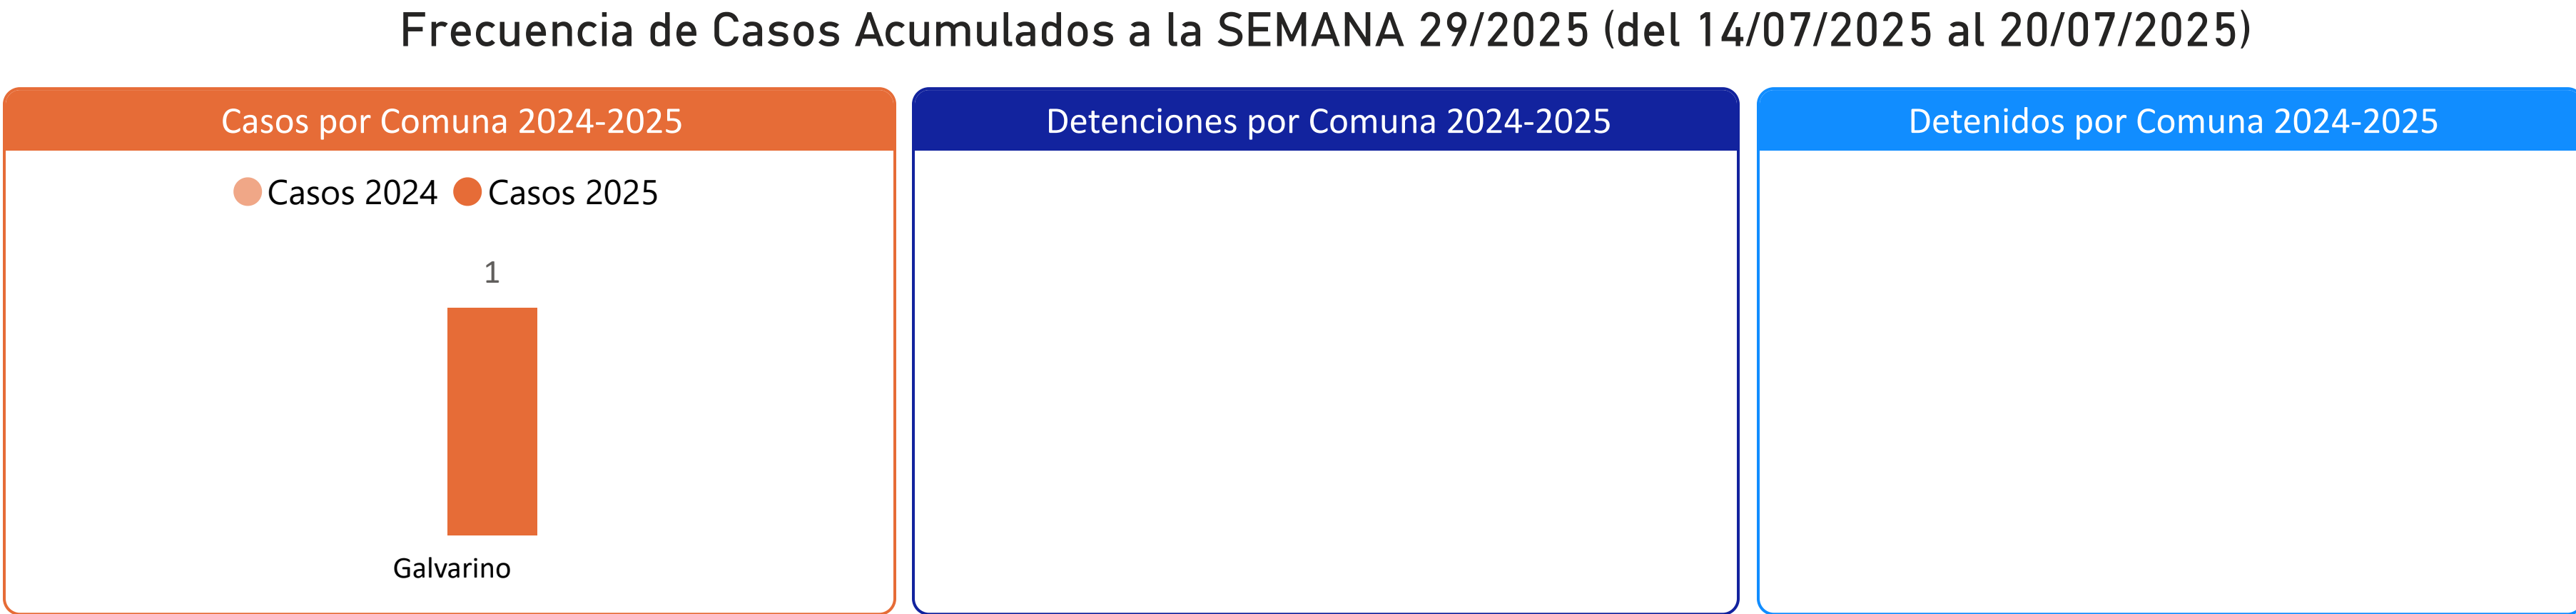 Frecuencia de Casos Acumulados a la SEMANA 29/2025 (del 14/07/2025 al 20/07/2025)
Casos por Comuna 2024-2025
Casos 2024 Casos 2025
1
Galvarino
Detenciones por Comuna 2024-2025
Detenidos por Comuna 2024-2025